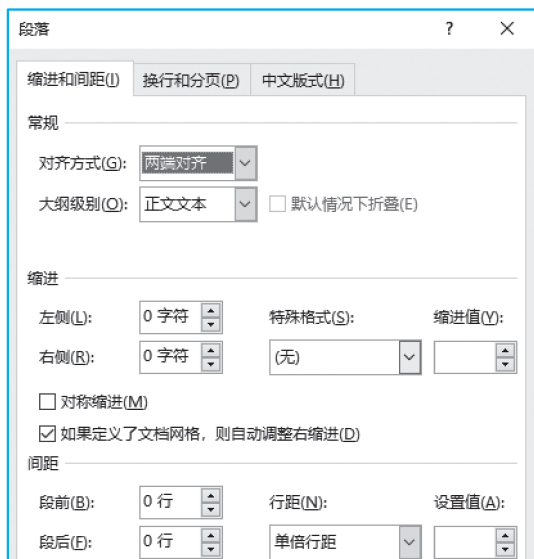 段落 ? ×
缩进和间距(I) 换行和分页(P) 中文版式(H)
常规
对齐方式(G): 两端对齐
大纲级别(O): 正文文本 默认情况下折叠(E)
缩进
左侧(L): 0 字符 特殊格式(S): 缩进值(Y):
右侧(R): 0 字符 (无)
对称缩进(M)
如果定义了文档网格，则自动调整右缩进(D)
间距
段前(B): 0 行 行距(N): 设置值(A):
段后(F): 0 行 单倍行距